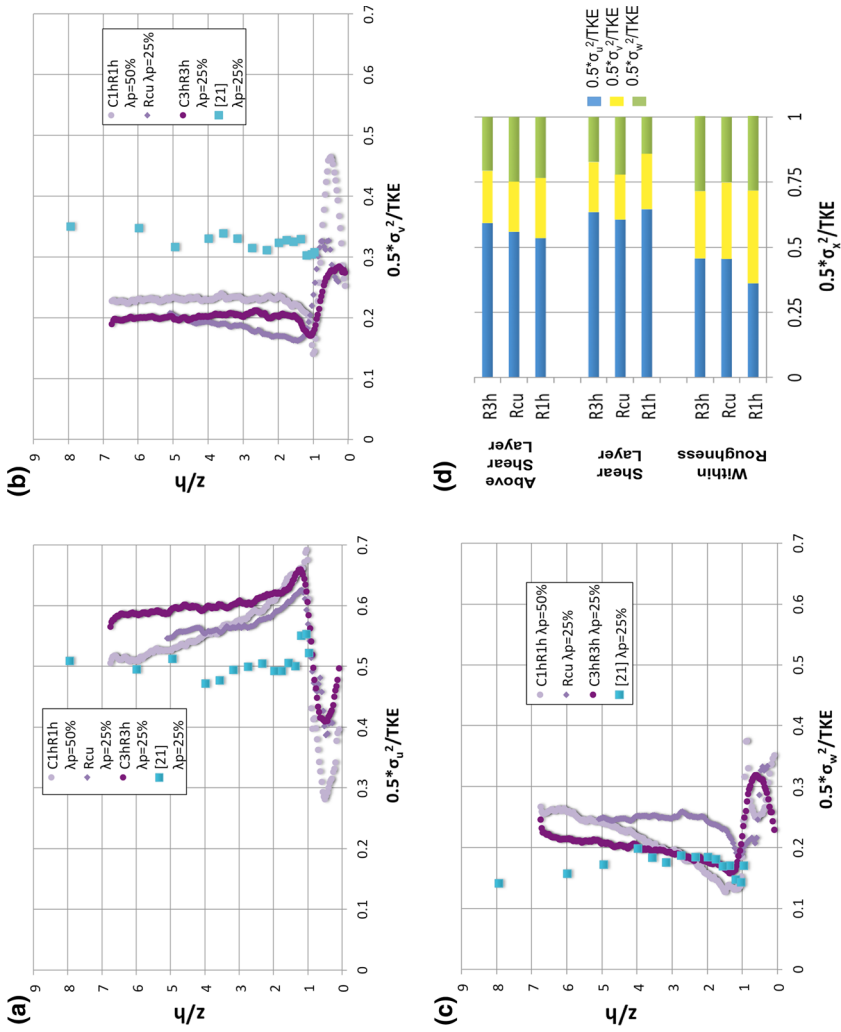 (a)
9
8
7
6
5
4
3
2
1
0
z/h
0
0.1
0.2
0.3
0.4
0.5
0.6
0.7
0.5*σu²/TKE
C1hR1h
λp=50%
Rcu
λp=25%
C3hR3h
λp=25%
[21]
λp=25%
(b)
9
8
7
6
5
4
3
2
1
0
z/h
0
0.1
0.2
0.3
0.4
0.5
0.6
0.7
0.5*σv²/TKE
C1hR1h
λp=50%
Rcu λp=25%
C3hR3h
λp=25%
[21]
λp=25%
(c)
9
8
7
6
5
4
3
2
1
0
z/h
0
0.1
0.2
0.3
0.4
0.5
0.6
0.7
0.5*σw²/TKE
C1hR1h λp=50%
Rcu λp=25%
C3hR3h λp=25%
[21] λp=25%
(d)
Above
Shear
Layer
R3h
Rcu
R1h
Shear
Layer
R3h
Rcu
R1h
Within
Roughness
R3h
Rcu
R1h
0
0.25
0.5
0.75
1
0.5*σx²/TKE
0.5*σu²/TKE
0.5*σv²/TKE
0.5*σw²/TKE